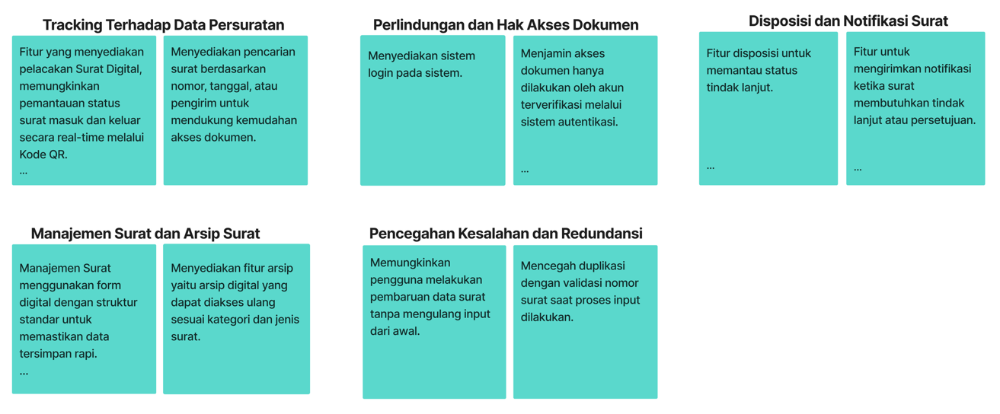 Tracking Terhadap Data Persuratan
Fitur yang menyediakan
pelacakan Surat Digital,
memungkinkan
pemantauan status
surat masuk dan keluar
secara real-time melalui
Kode QR.
...
Menyediakan pencarian
surat berdasarkan
nomor, tanggal, atau
pengirim untuk
mendukung kemudahan
akses dokumen.
Perlindungan dan Hak Akses Dokumen
Menyediakan sistem
login pada sistem.
Menjamin akses
dokumen hanya
dilakukan oleh akun
terverifikasi melalui
sistem autentikasi.
...
Disposisi dan Notifikasi Surat
Fitur disposisi untuk
memantau status
tindak lanjut.
...
Fitur untuk
mengirimkan notifikasi
ketika surat
membutuhkan tindak
lanjut atau persetujuan.
...
Manajemen Surat dan Arsip Surat
Manajemen Surat
menggunakan form
digital dengan struktur
standar untuk
memastikan data
tersimpan rapi.
...
Menyediakan fitur arsip
yaitu arsip digital yang
dapat diakses ulang
sesuai kategori dan jenis
surat.
Pencegahan Kesalahan dan Redundansi
Memungkinkan
pengguna melakukan
pembaruan data surat
tanpa mengulang input
dari awal.
Mencegah duplikasi
dengan validasi nomor
surat saat proses input
dilakukan.